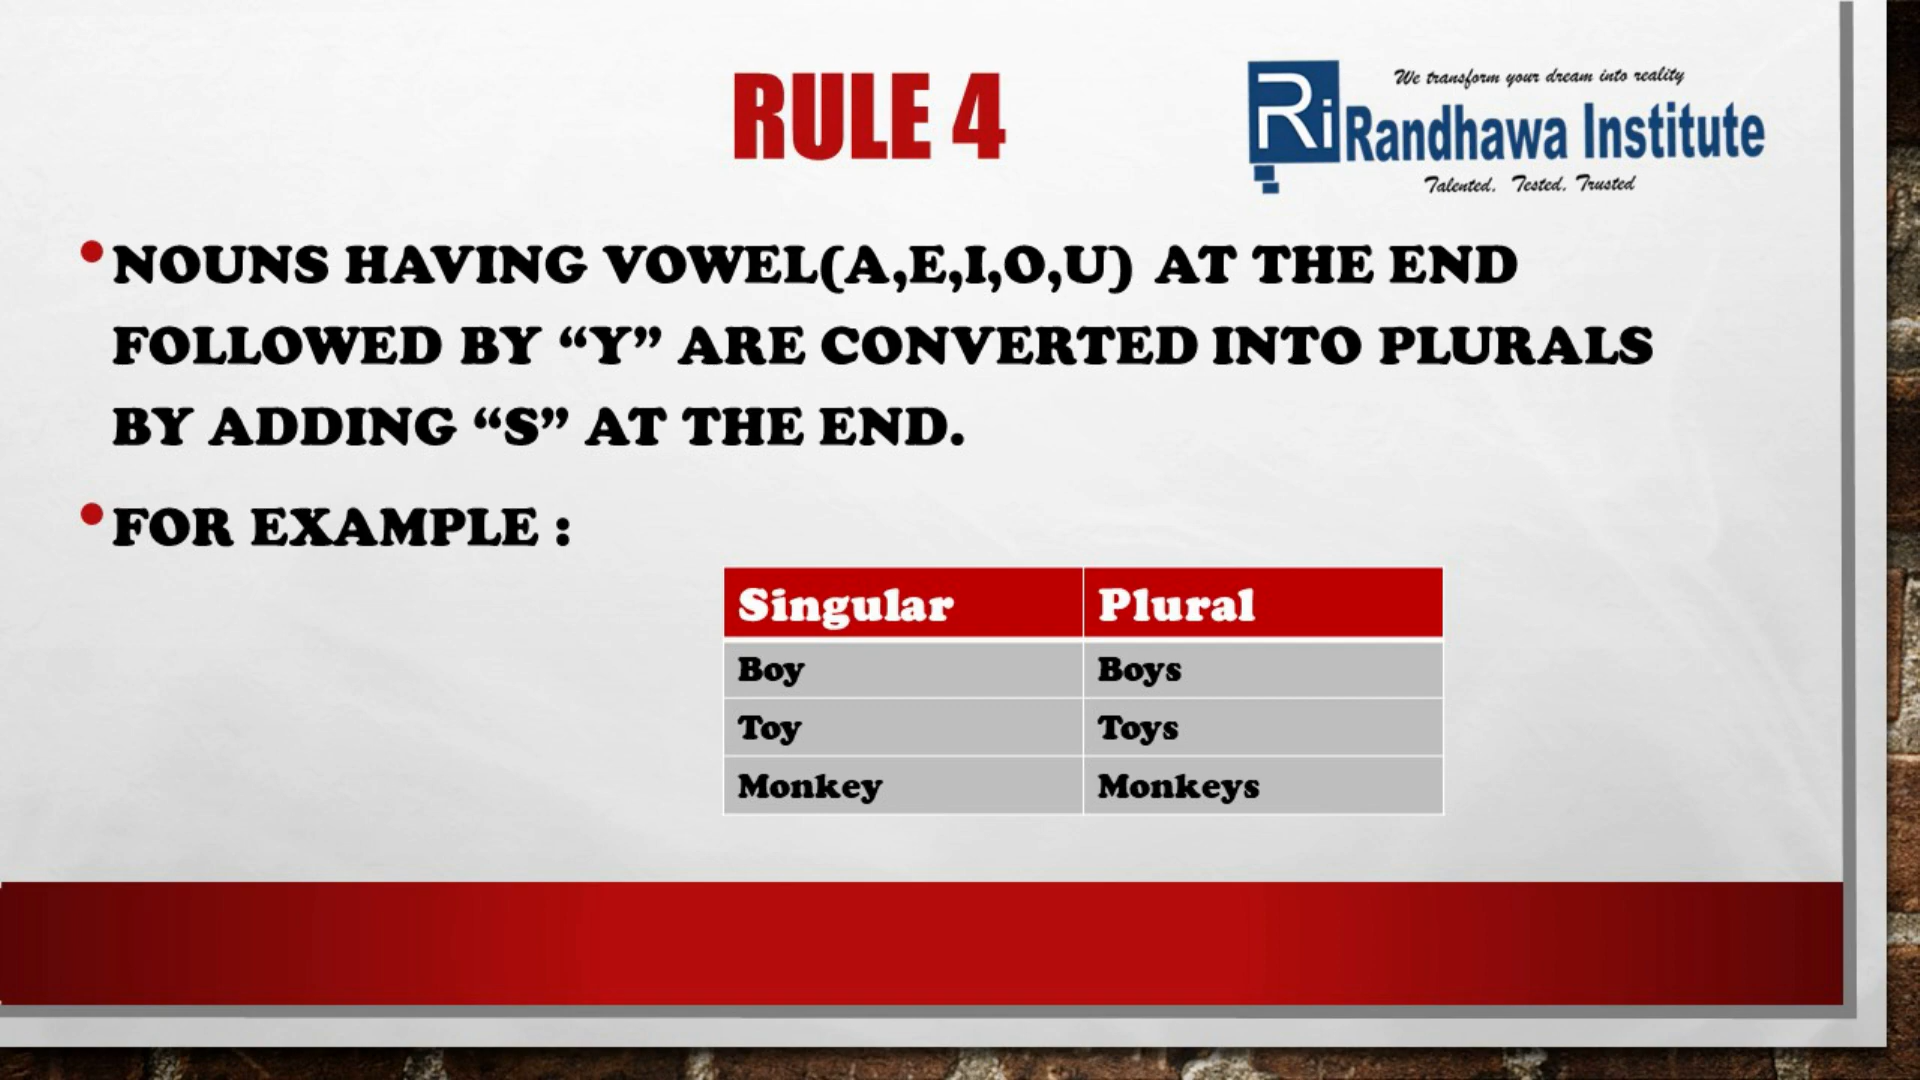 RULE 4
We transform your dream into reality
Ri Randhawa Institute
Talented. Tested. Trusted
•NOUNS HAVING VOWEL(A,E,I,O,U) AT THE END
FOLLOWED BY “Y” ARE CONVERTED INTO PLURALS
BY ADDING “S” AT THE END.
•FOR EXAMPLE :
Singular Plural
Boy Boys
Toy Toys
Monkey Monkeys